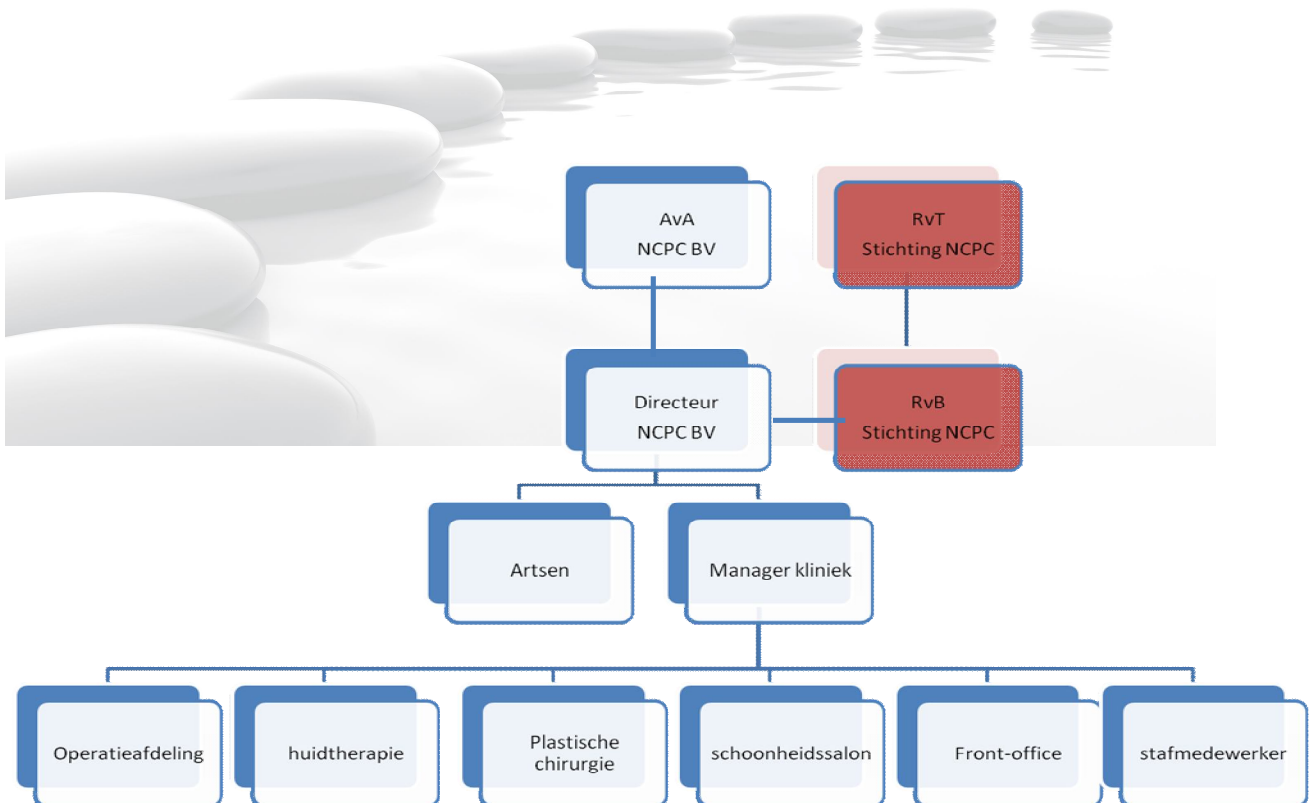 AvA
NCPC BV
RvT
Stichting NCPC
Directeur
NCPC BV
RvB
Stichting NCPC
Artsen
Manager kliniek
Operatieafdeling
huidtherapie
Plastische
chirurgie
schoonheidssalon
Front-office
stafmedewerker